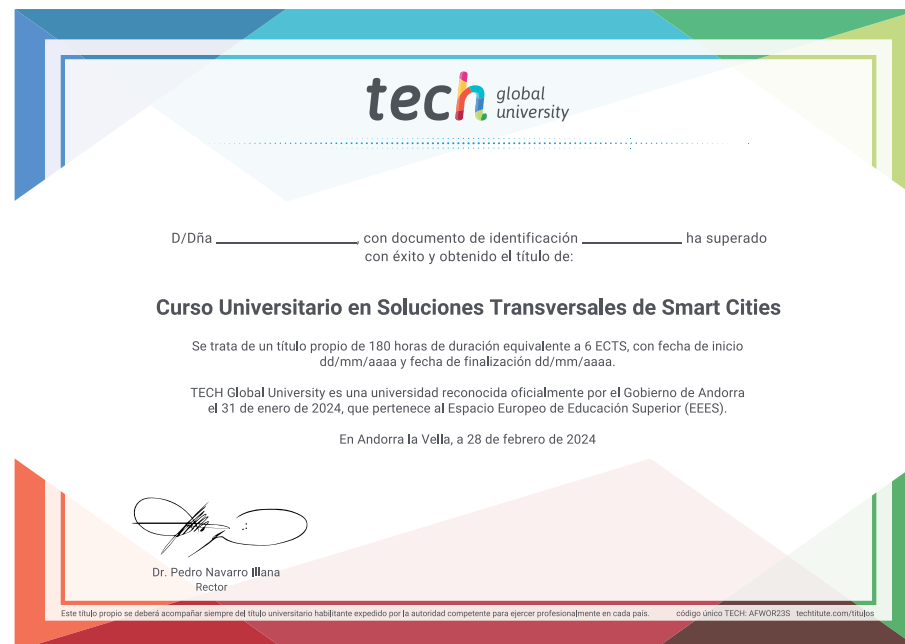 tech global university
D/Dña ________________, con documento de identificación ____________ ha superado
con éxito y obtenido el título de:
Curso Universitario en Soluciones Transversales de Smart Cities
Se trata de un título propio de 180 horas de duración equivalente a 6 ECTS, con fecha de inicio
dd/mm/aaaa y fecha de finalización dd/mm/aaaa.
TECH Global University es una universidad reconocida oficialmente por el Gobierno de Andorra
el 31 de enero de 2024, que pertenece al Espacio Europeo de Educación Superior (EEES).
En Andorra la Vella, a 28 de febrero de 2024
Dr. Pedro Navarro Illana
Rector
Este título propio se deberá acompañar siempre del título universitario habilitante expedido por la autoridad competente para ejercer profesionalmente en cada país. código único TECH: AFWOR23S techtitute.com/titulos